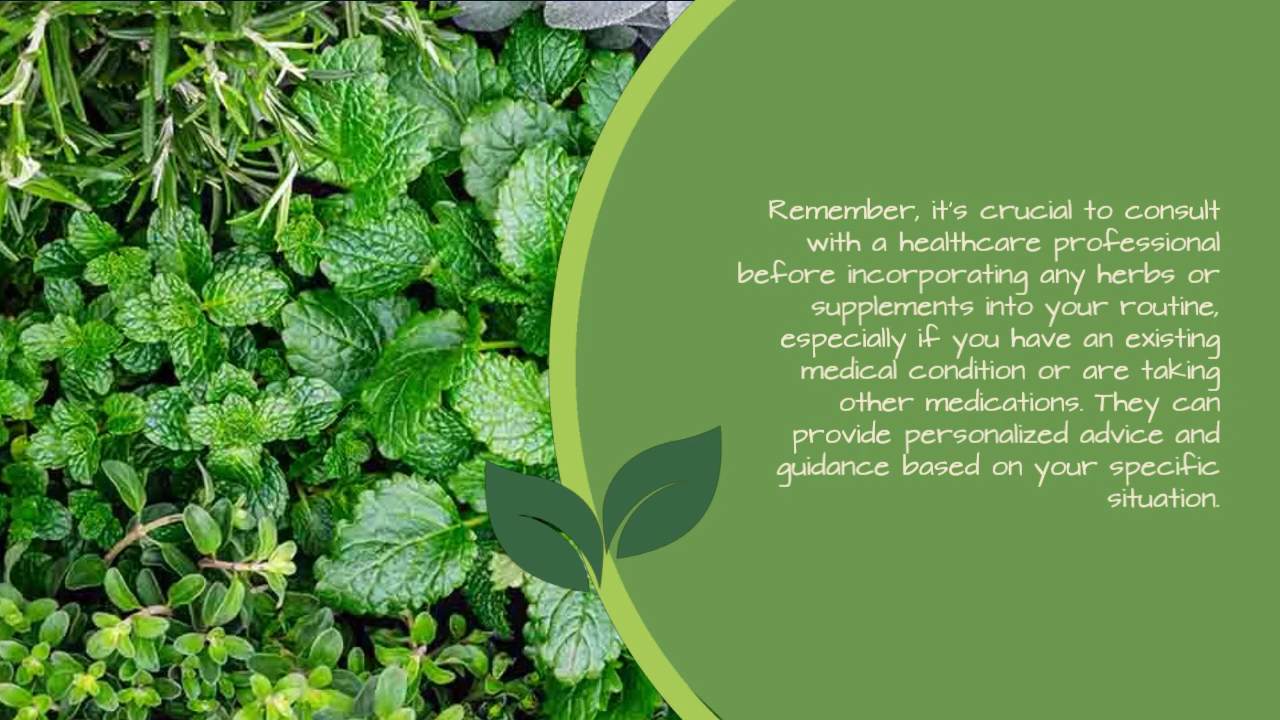 Remember, it's crucial to consult
with a healthcare professional
before incorporating any herbs or
supplements into your routine,
especially if you have an existing
medical condition or are taking
other medications. They can
provide personalized advice and
guidance based on your specific
situation.